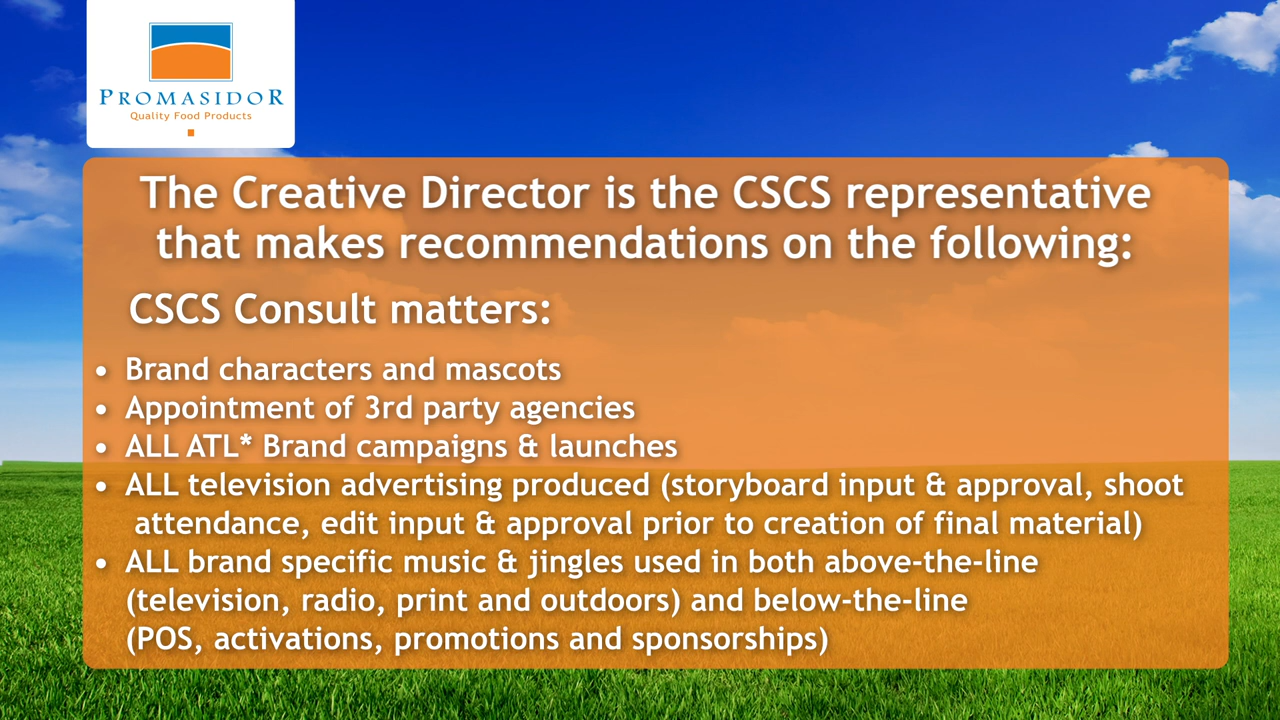 PROMASIDOR
Quality Food Products
The Creative Director is the CSCS representative
that makes recommendations on the following:
CSCS Consult matters:
• Brand characters and mascots
• Appointment of 3rd party agencies
• ALL ATL* Brand campaigns & launches
• ALL television advertising produced (storyboard input & approval, shoot
attendance, edit input & approval prior to creation of final material)
• ALL brand specific music & jingles used in both above-the-line
(television, radio, print and outdoors) and below-the-line
(POS, activations, promotions and sponsorships)